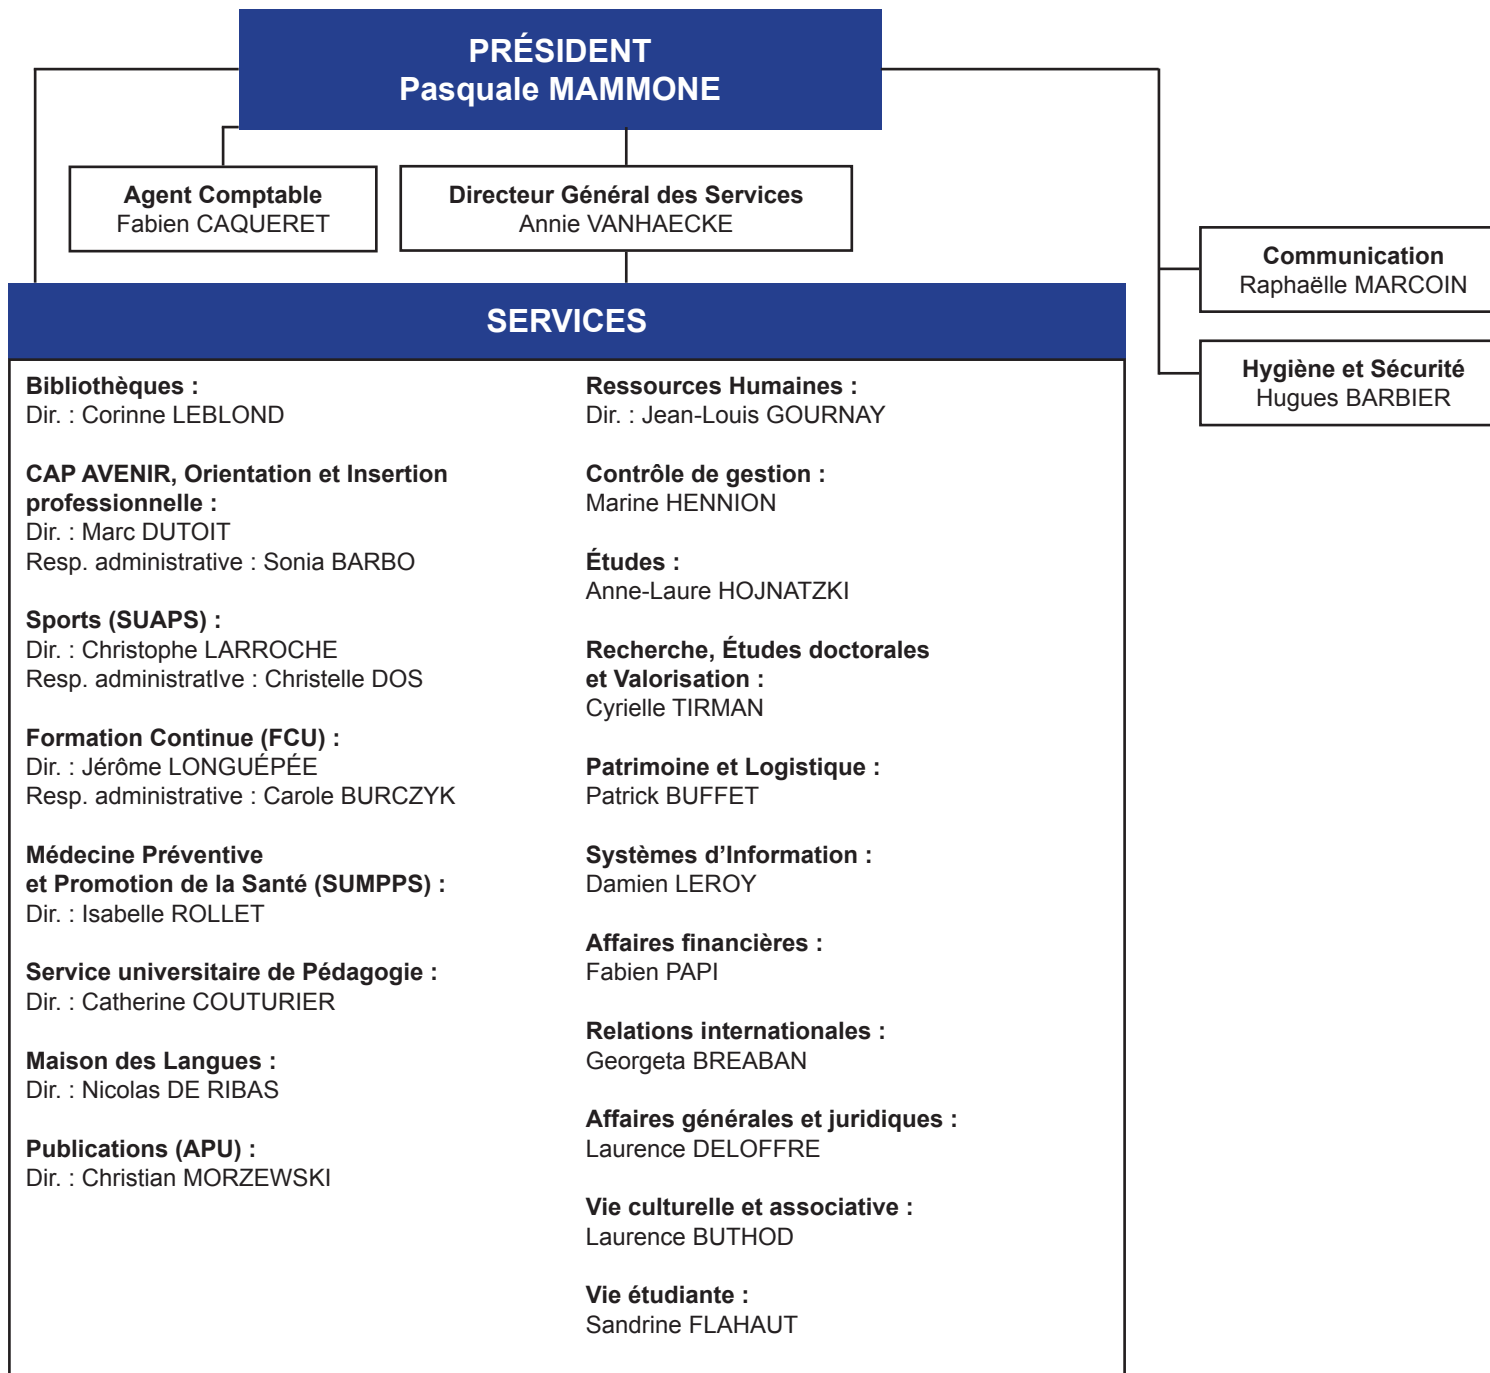 PRÉSIDENT
Pasquale MAMMONE
Agent Comptable
Fabien CAQUERET
Directeur Général des Services
Annie VANHAECKE
Communication
Raphaëlle MARCOIN
Hygiène et Sécurité
Hugues BARBIER
SERVICES
Bibliothèques :
Dir. : Corinne LEBLOND
CAP AVENIR, Orientation et Insertion
professionnelle :
Dir. : Marc DUTOIT
Resp. administrative : Sonia BARBO
Sports (SUAPS) :
Dir. : Christophe LARROCHE
Resp. administratIve : Christelle DOS
Formation Continue (FCU) :
Dir. : Jérôme LONGUÉPÉE
Resp. administrative : Carole BURCZYK
Médecine Préventive
et Promotion de la Santé (SUMPPS) :
Dir. : Isabelle ROLLET
Service universitaire de Pédagogie :
Dir. : Catherine COUTURIER
Maison des Langues :
Dir. : Nicolas DE RIBAS
Publications (APU) :
Dir. : Christian MORZEWSKI
Ressources Humaines :
Dir. : Jean-Louis GOURNAY
Contrôle de gestion :
Marine HENNION
Études :
Anne-Laure HOJNATZKI
Recherche, Études doctorales
et Valorisation :
Cyrielle TIRMAN
Patrimoine et Logistique :
Patrick BUFFET
Systèmes d’Information :
Damien LEROY
Affaires financières :
Fabien PAPI
Relations internationales :
Georgeta BREABAN
Affaires générales et juridiques :
Laurence DELOFFRE
Vie culturelle et associative :
Laurence BUTHOD
Vie étudiante :
Sandrine FLAHAUT